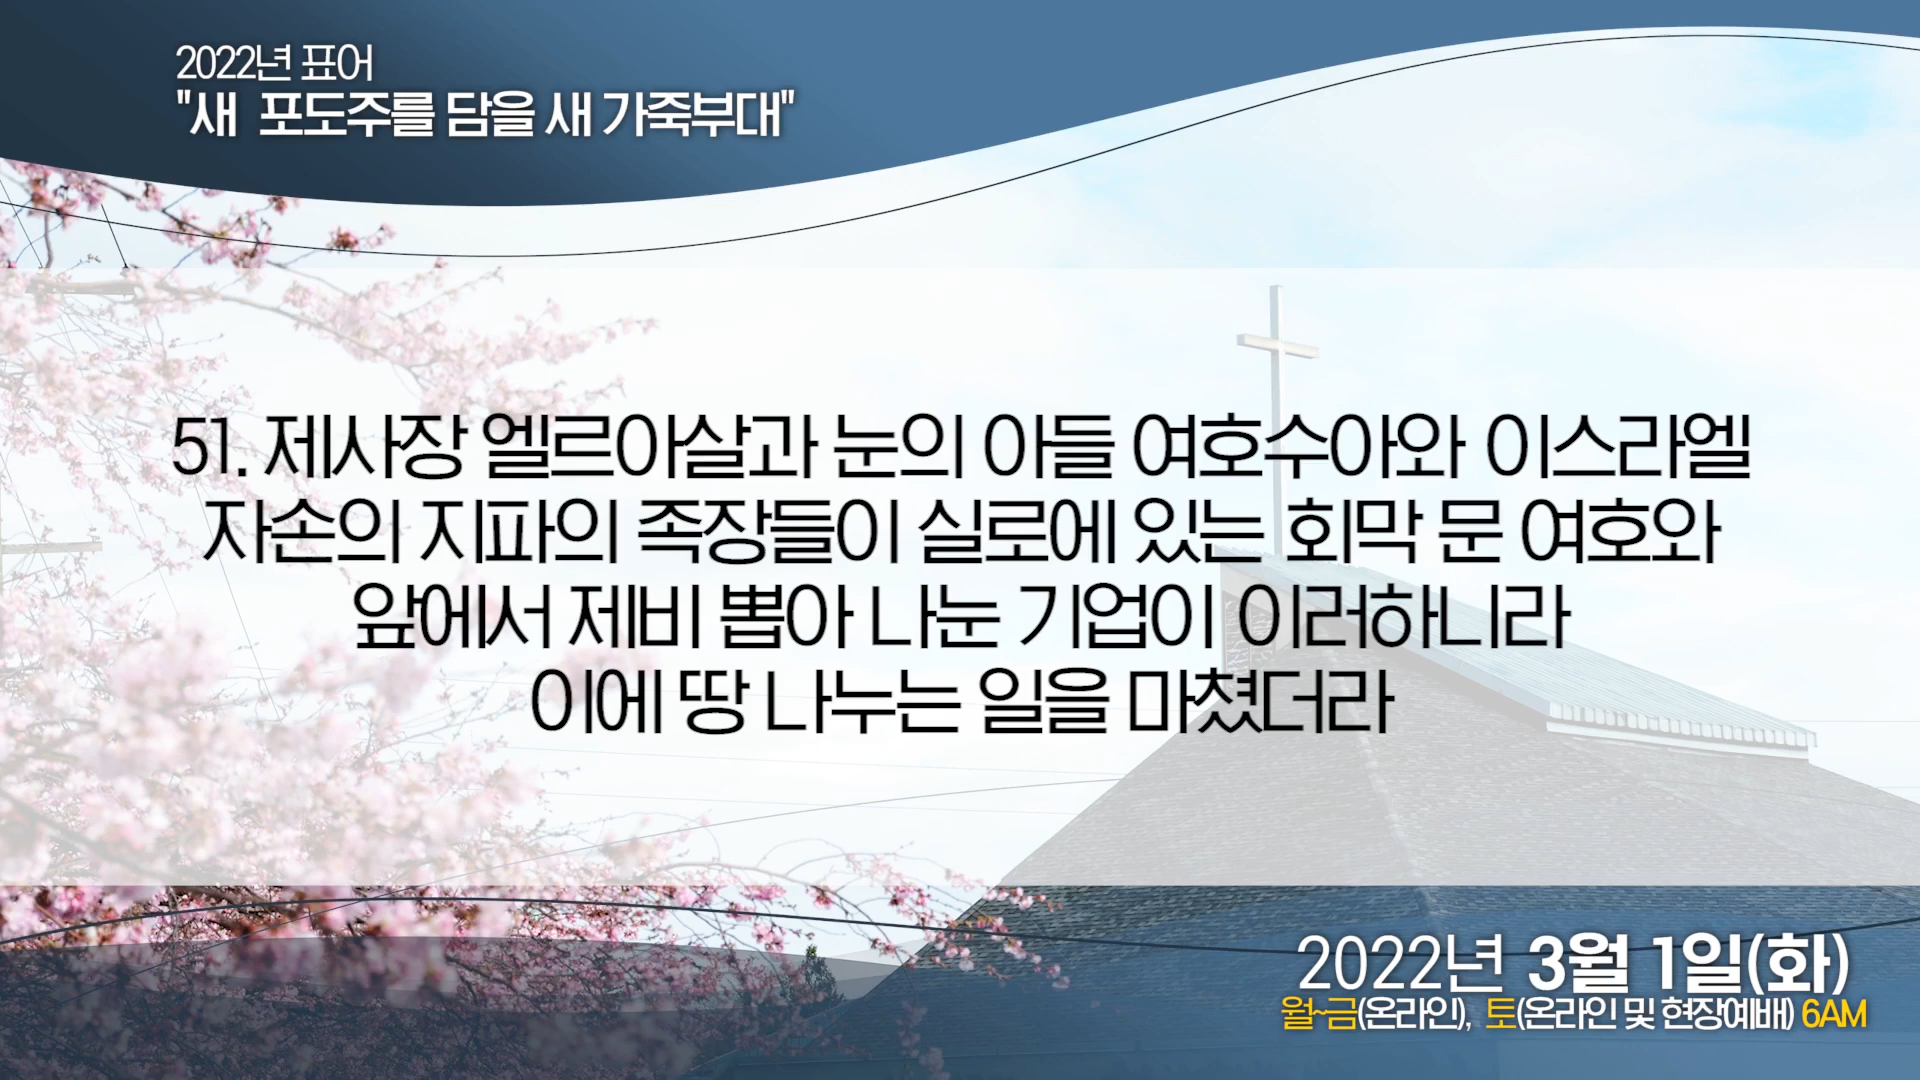 2022년 표어
"새 포도주를 담을 새 가죽부대"
51. 제사장 엘르아살과 눈의 아들 여호수아와 이스라엘
자손의 지파의 족장들이 실로에 있는 회막 문 여호와
앞에서 제비 뽑아 나눈 기업이 이러하니라
이에 땅 나누는 일을 마쳤더라
2022년 3월 1일(화)
월~금(온라인), 토(온라인 및 현장예배) 6AM